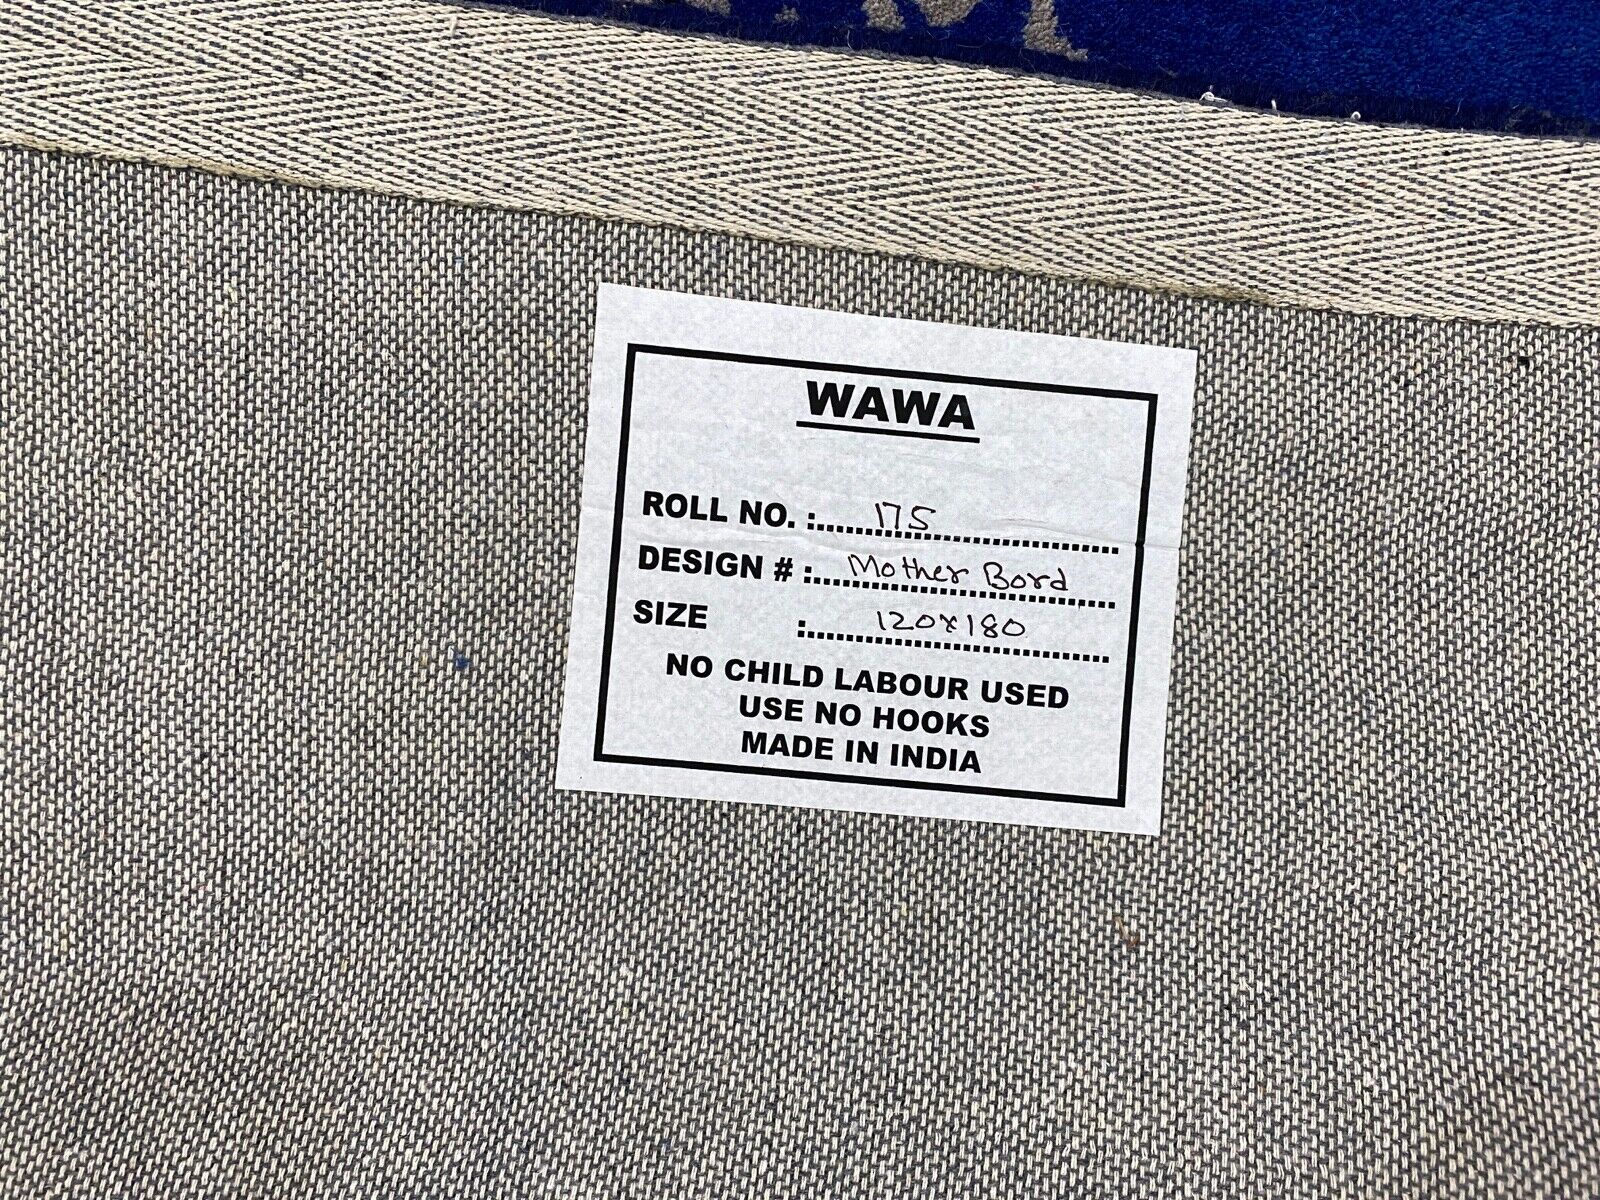 WAWA
ROLL NO. :..... 175
DESIGN # :..... Mother Bord
SIZE :..... 120x180
NO CHILD LABOUR USED
USE NO HOOKS
MADE IN INDIA